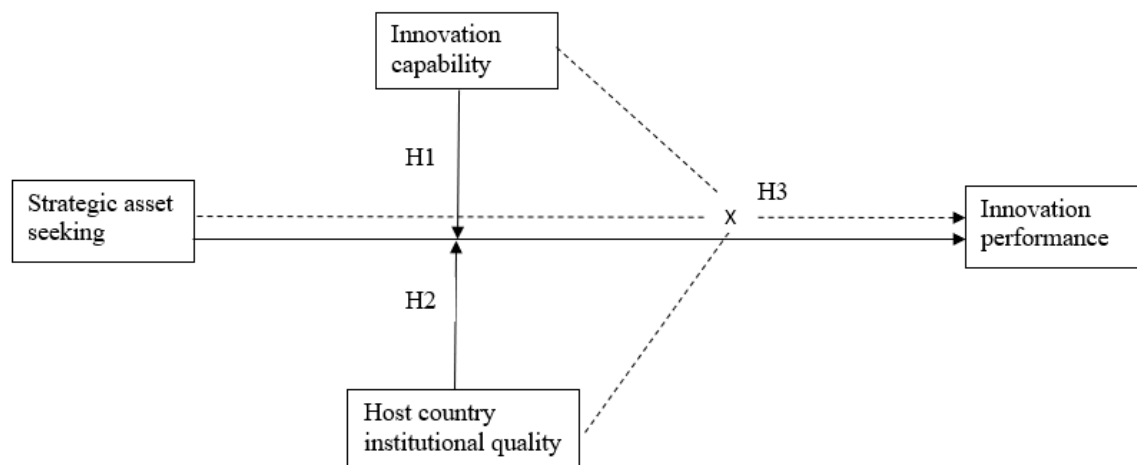 Innovation
capability
H1
Strategic asset
seeking
H3
X
Innovation
performance
H2
Host country
institutional quality